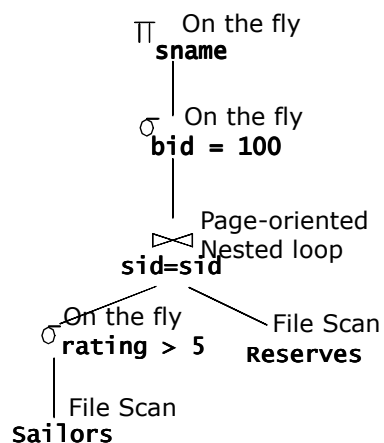 ∏ On the fly
sname
σ On the fly
bid = 100
⋈ Page-oriented
Nested loop
sid=sid
σ On the fly
rating > 5
File Scan
Reserves
File Scan
Sailors